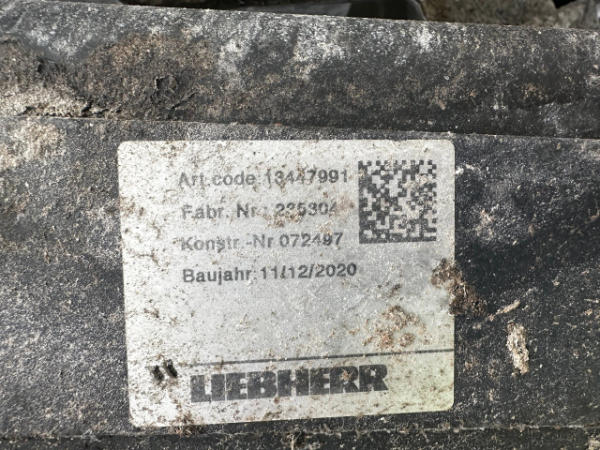 Art.code 13447991
Fabr. Nr. 235304
Konstr.-Nr 072497
Baujahr: 11/12/2020
LIEBHERR